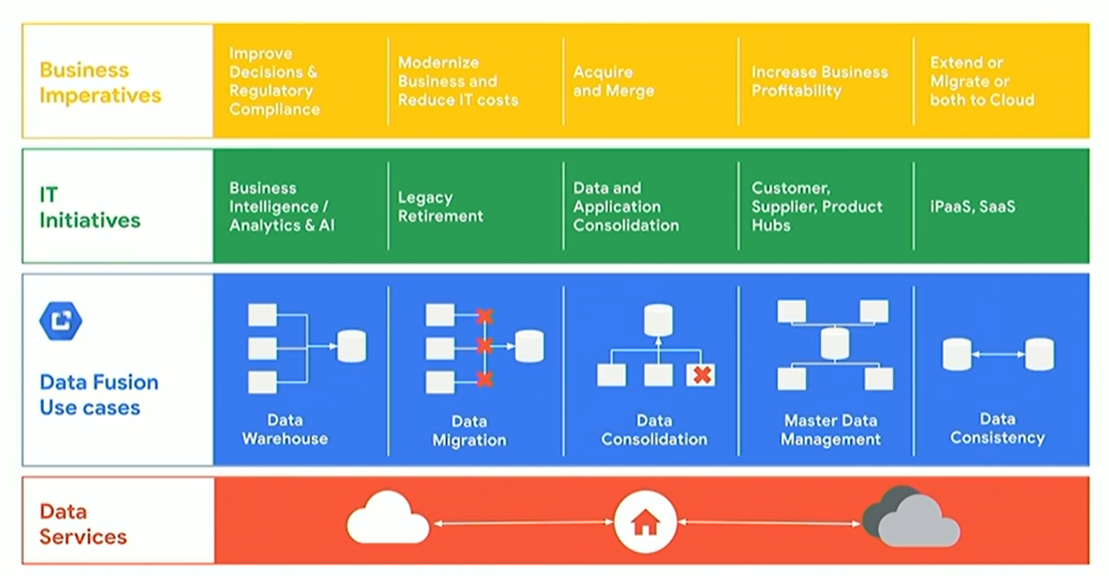 Business
Imperatives
Improve
Decisions &
Regulatory
Compliance
Modernize
Business and
Reduce IT costs
Acquire
and Merge
Increase Business
Profitability
Extend or
Migrate or
both to Cloud
IT
Initiatives
Business
Intelligence /
Analytics & AI
Legacy
Retirement
Data and
Application
Consolidation
Customer,
Supplier, Product
Hubs
iPaaS, SaaS
Data Fusion
Use cases
Data
Warehouse
Data
Migration
Data
Consolidation
Master Data
Management
Data
Consistency
Data
Services